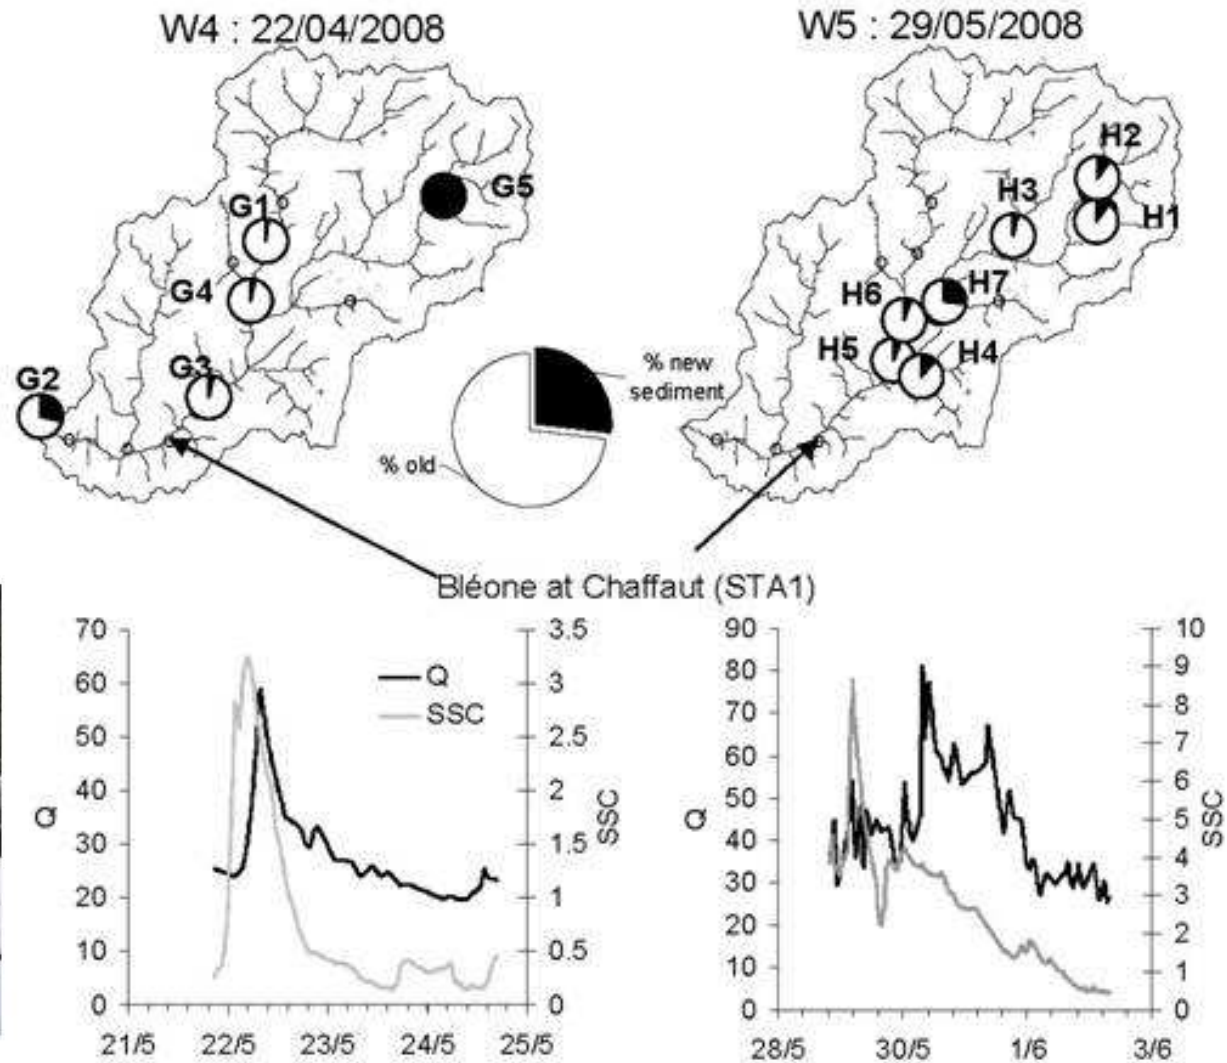 W4 : 22/04/2008
W5 : 29/05/2008
G1
G5
G4
G3
G2
H2
H3
H1
H7
H6
H5
H4
% new
sediment
% old
Bléone at Chaffaut (STA1)
70
60
50
40
30
20
10
0
Q
3.5
3
2.5
2
1.5
1
0.5
0
SSC
Q
SSC
21/5
22/5
23/5
24/5
25/5
90
80
70
60
50
40
30
20
10
0
Q
10
9
8
7
6
5
4
3
2
1
0
SSC
28/5
30/5
1/6
3/6